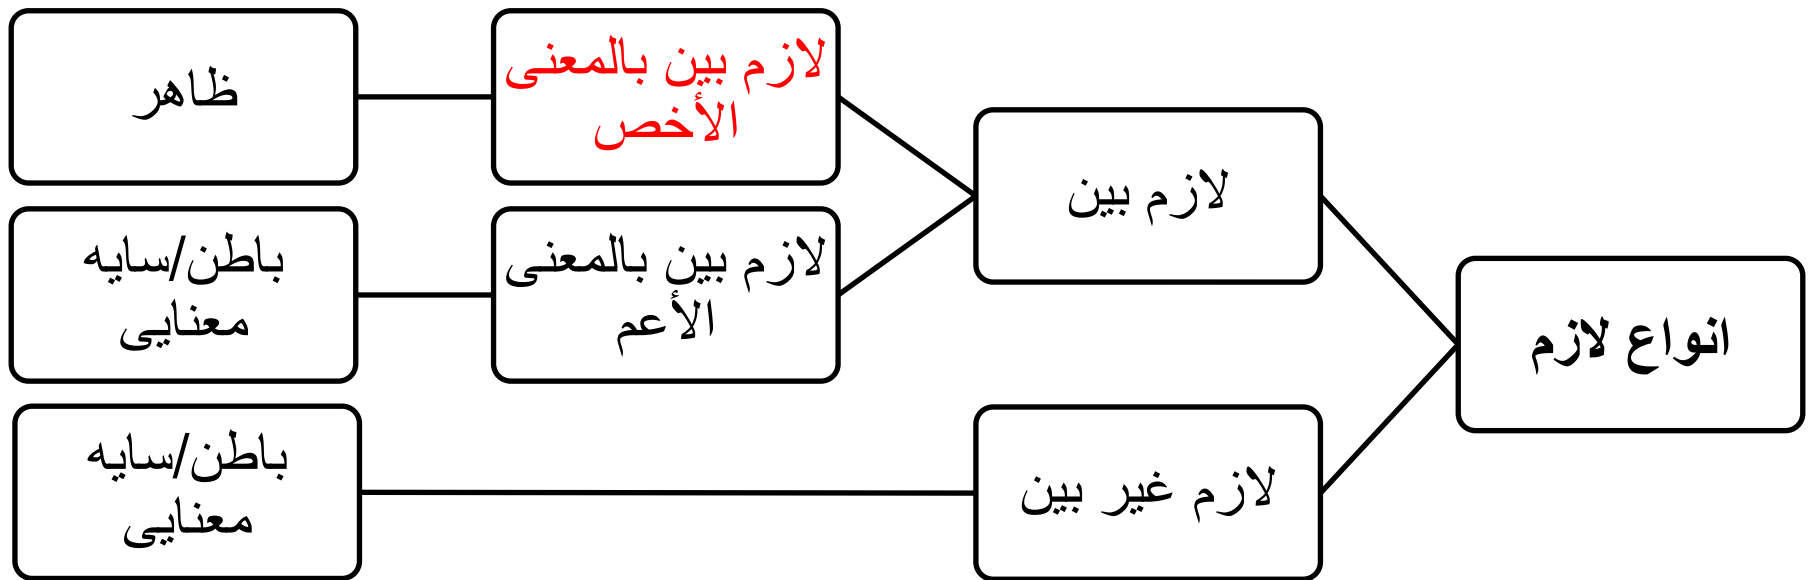 انواع لازم
لازم بین
لازم بین بالمعنی
الأخص
ظاهر
لازم بین بالمعنی
الأعم
باطن/سایه
معنایی
لازم غیر بین
باطن/سایه
معنایی